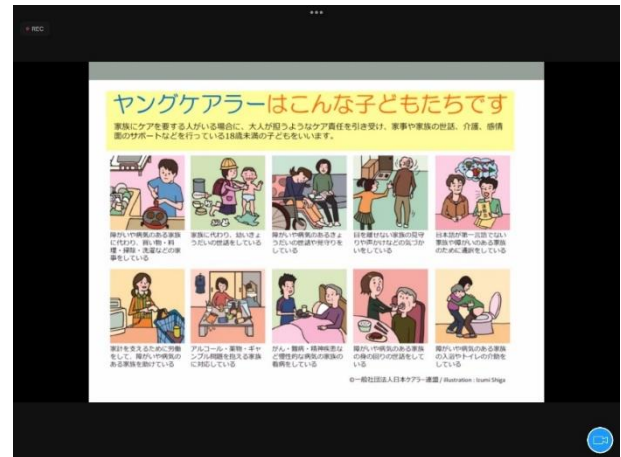 REC
ヤングケアラーはこんな子どもたちです
家族にケアを要する人がいる場合に、大人が担うようなケア責任を引き受け、家事や家族の世話、介護、感情
面のサポートなどを行っている18歳未満の子どもをいいます。
障がいや病気のある家族
に代わり、買い物・料
理・掃除・洗濯などの家
事をしている
家族に代わり、幼いきょ
うだいの世話をしている
障がいや病気のあるきょ
うだいの世話や見守りを
している
目を離せない家族の見守
りや声かけなどの気づか
いをしている
日本語が第一言語でない
家族や障がいのある家族
のために通訳をしている
家計を支えるために労働
をして、障がいや病気の
ある家族を助けている
アルコール・薬物・ギャ
ンブル問題を抱える家族
に対応している
がん・難病・精神疾患な
ど慢性的な病気の家族の
看病をしている
障がいや病気のある家族
の身の回りの世話をして
いる
障がいや病気のある家族
の入浴やトイレの介助を
している
©一般社団法人日本ケアラー連盟 / illustration : Izumi Shiga